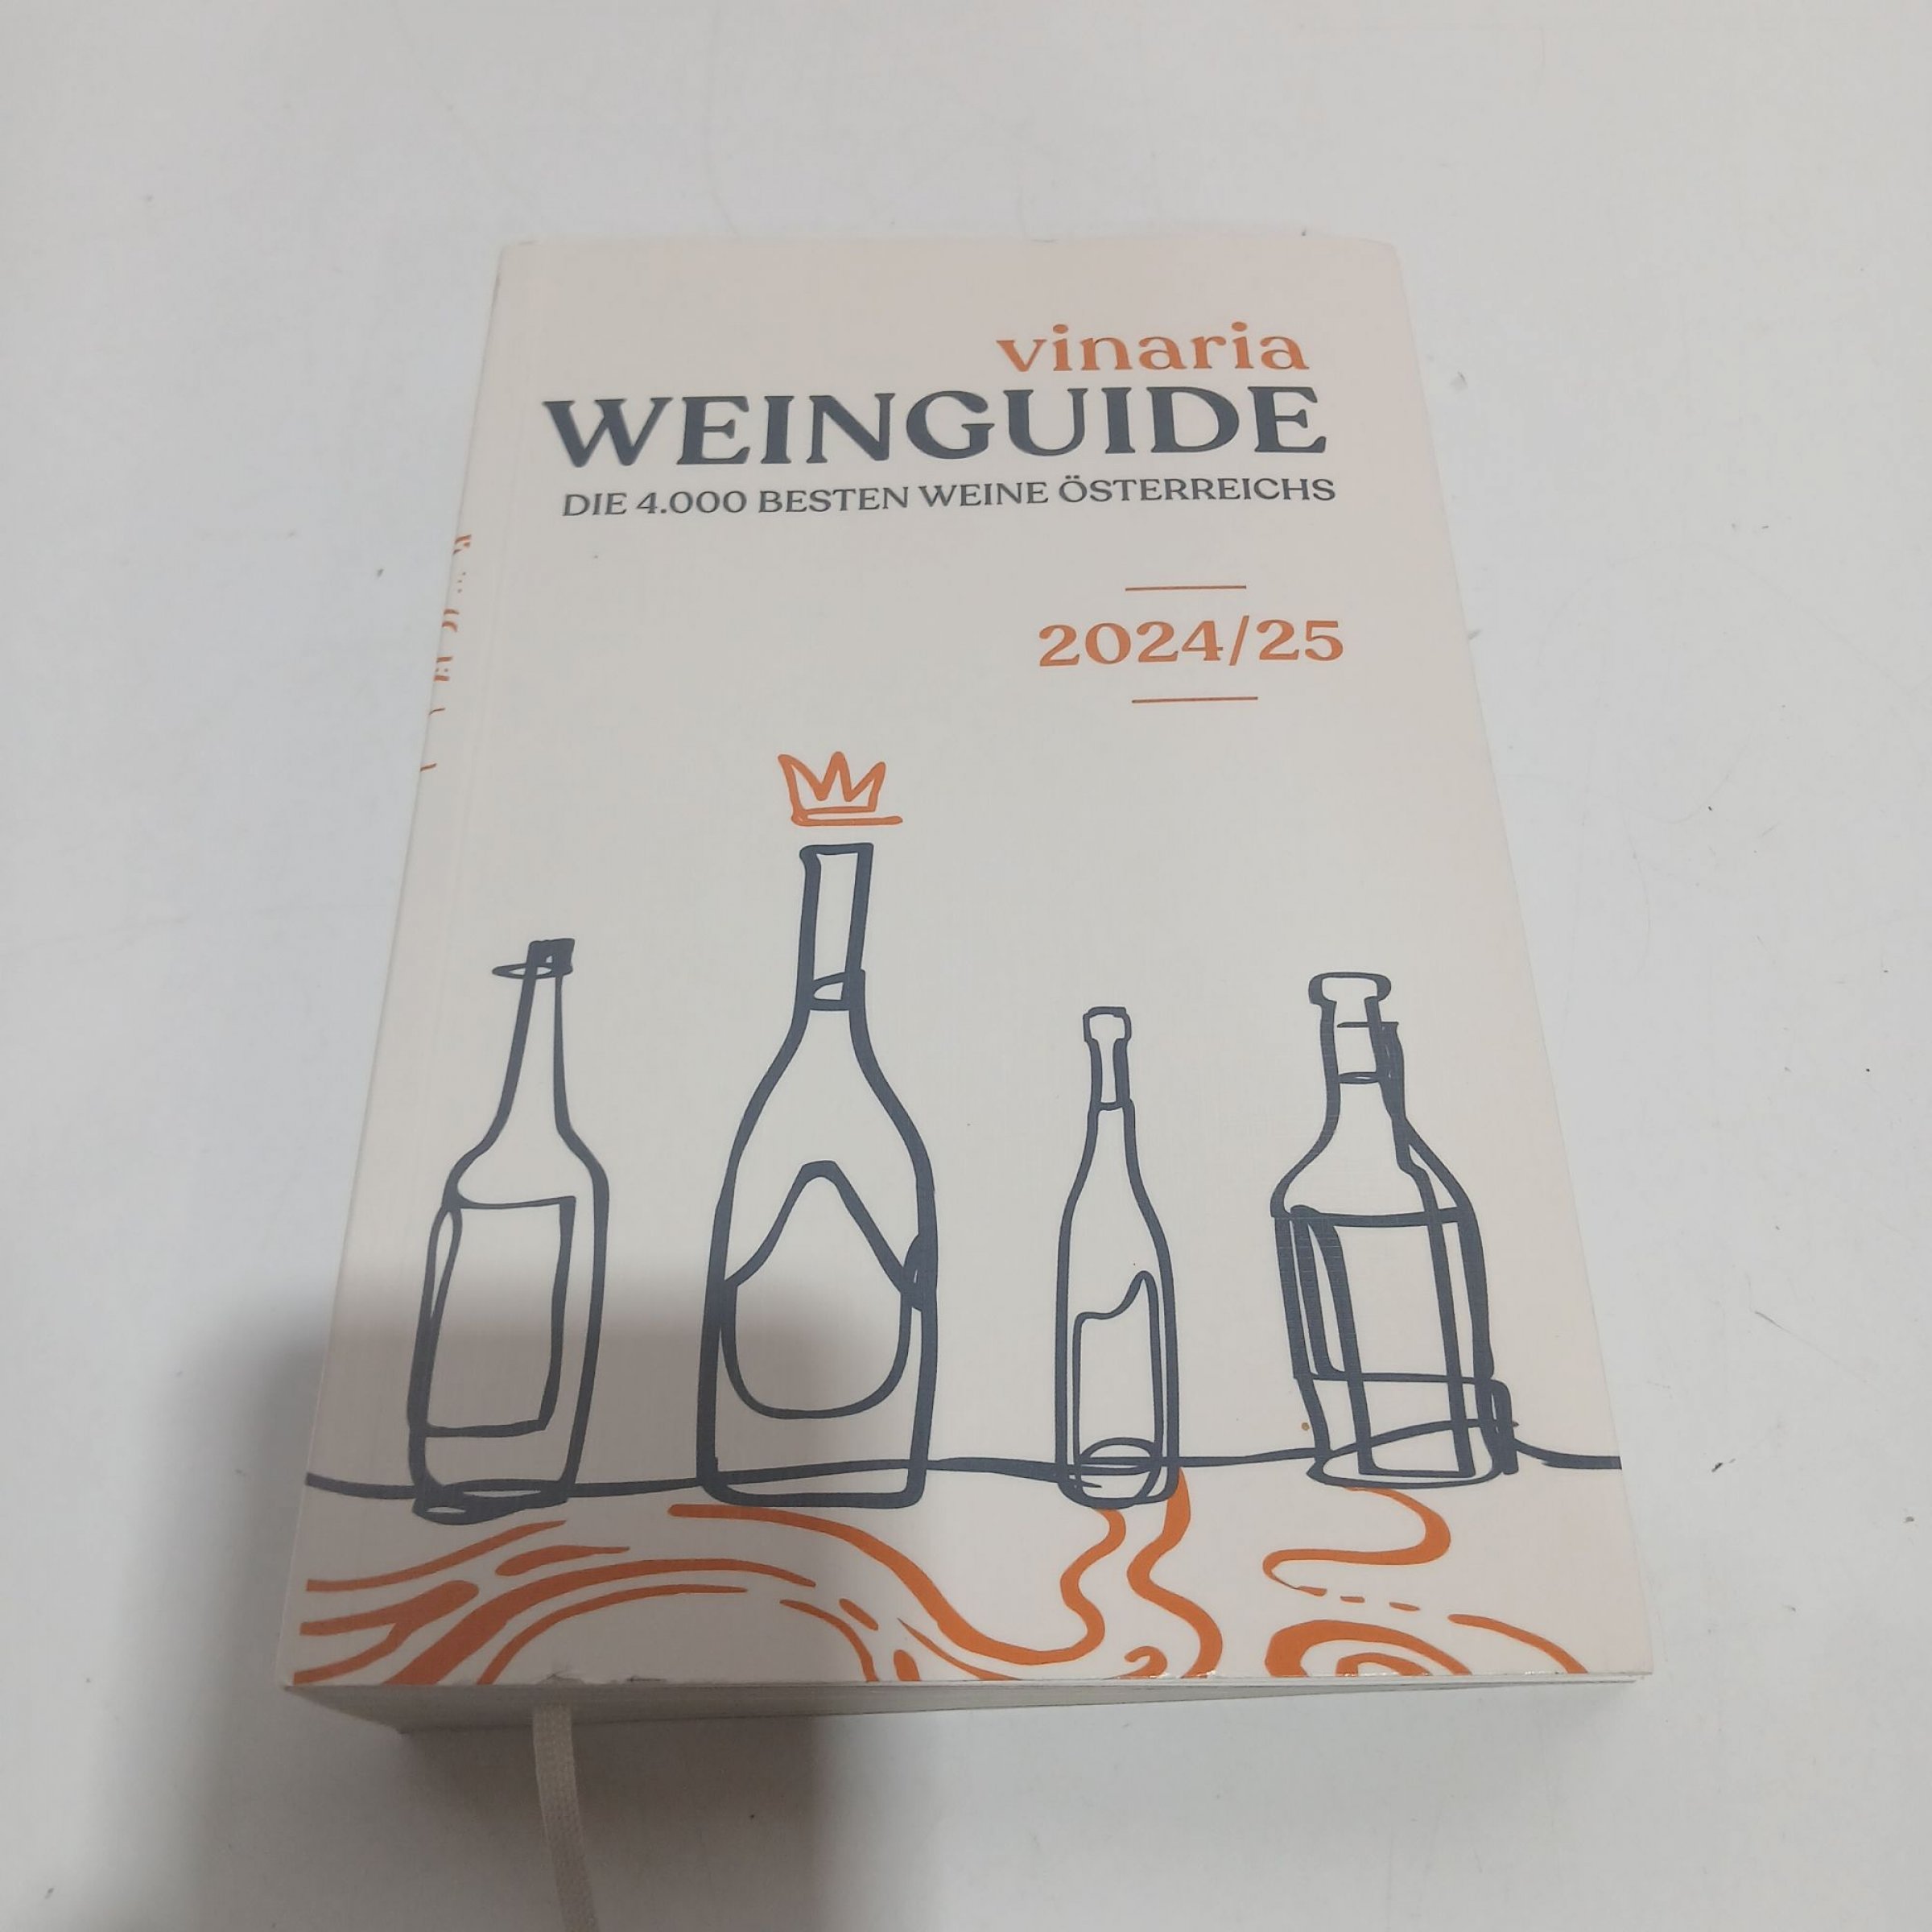 vinaria
WEINGUIDE
DIE 4.000 BESTEN WEINE ÖSTERREICHS
2024/25